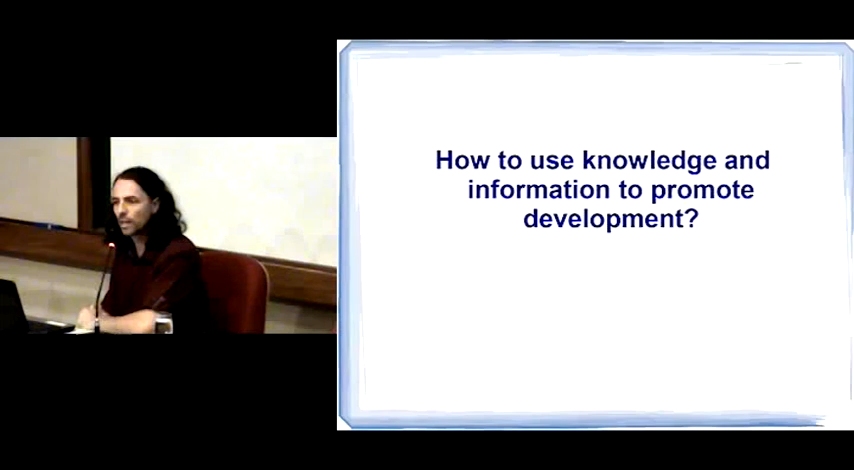 How to use knowledge and
information to promote
development?